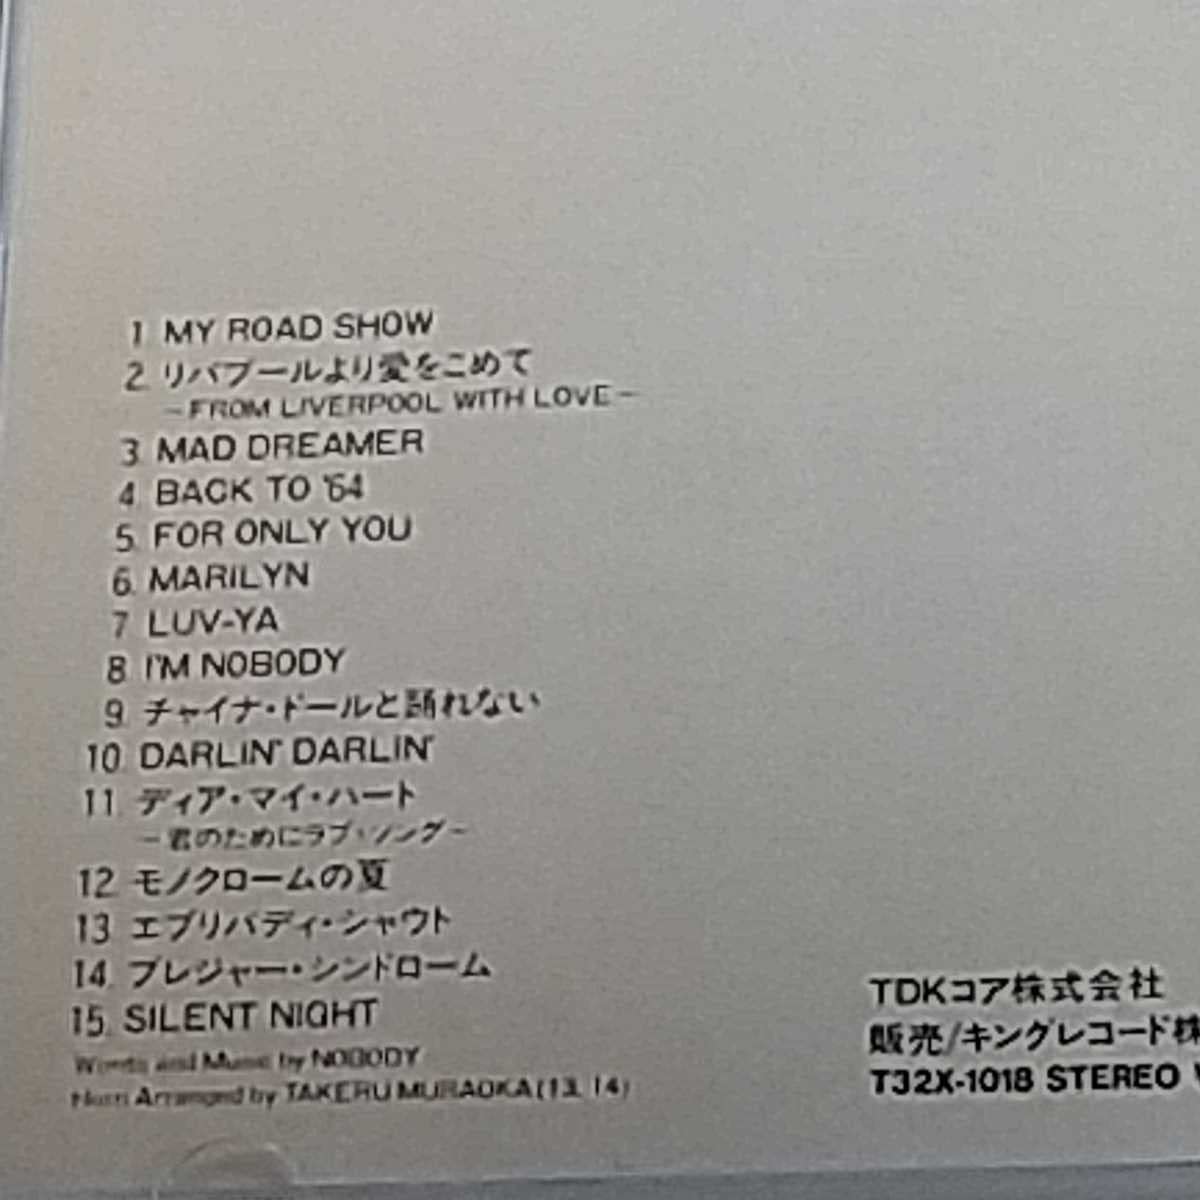 1. MY ROAD SHOW
2. リバプールより愛をこめて
–FROM LIVERPOOL WITH LOVE–
3. MAD DREAMER
4. BACK TO '64
5. FOR ONLY YOU
6. MARILYN
7. LUV-YA
8. I'M NOBODY
9. チャイナ・ドールと踊れない
10. DARLIN' DARLIN'
11. ディア・マイ・ハート
–君のためにラブ・ソング–
12. モノクロームの夏
13. エブリバディ・シャウト
14. プレジャー・シンドローム
15. SILENT NIGHT
Words and Music by NOBODY
Horn Arranged by TAKERU MURAOKA (13, 14)
TDKコア株式会社
販売/キングレコード株
T32X-1018 STEREO